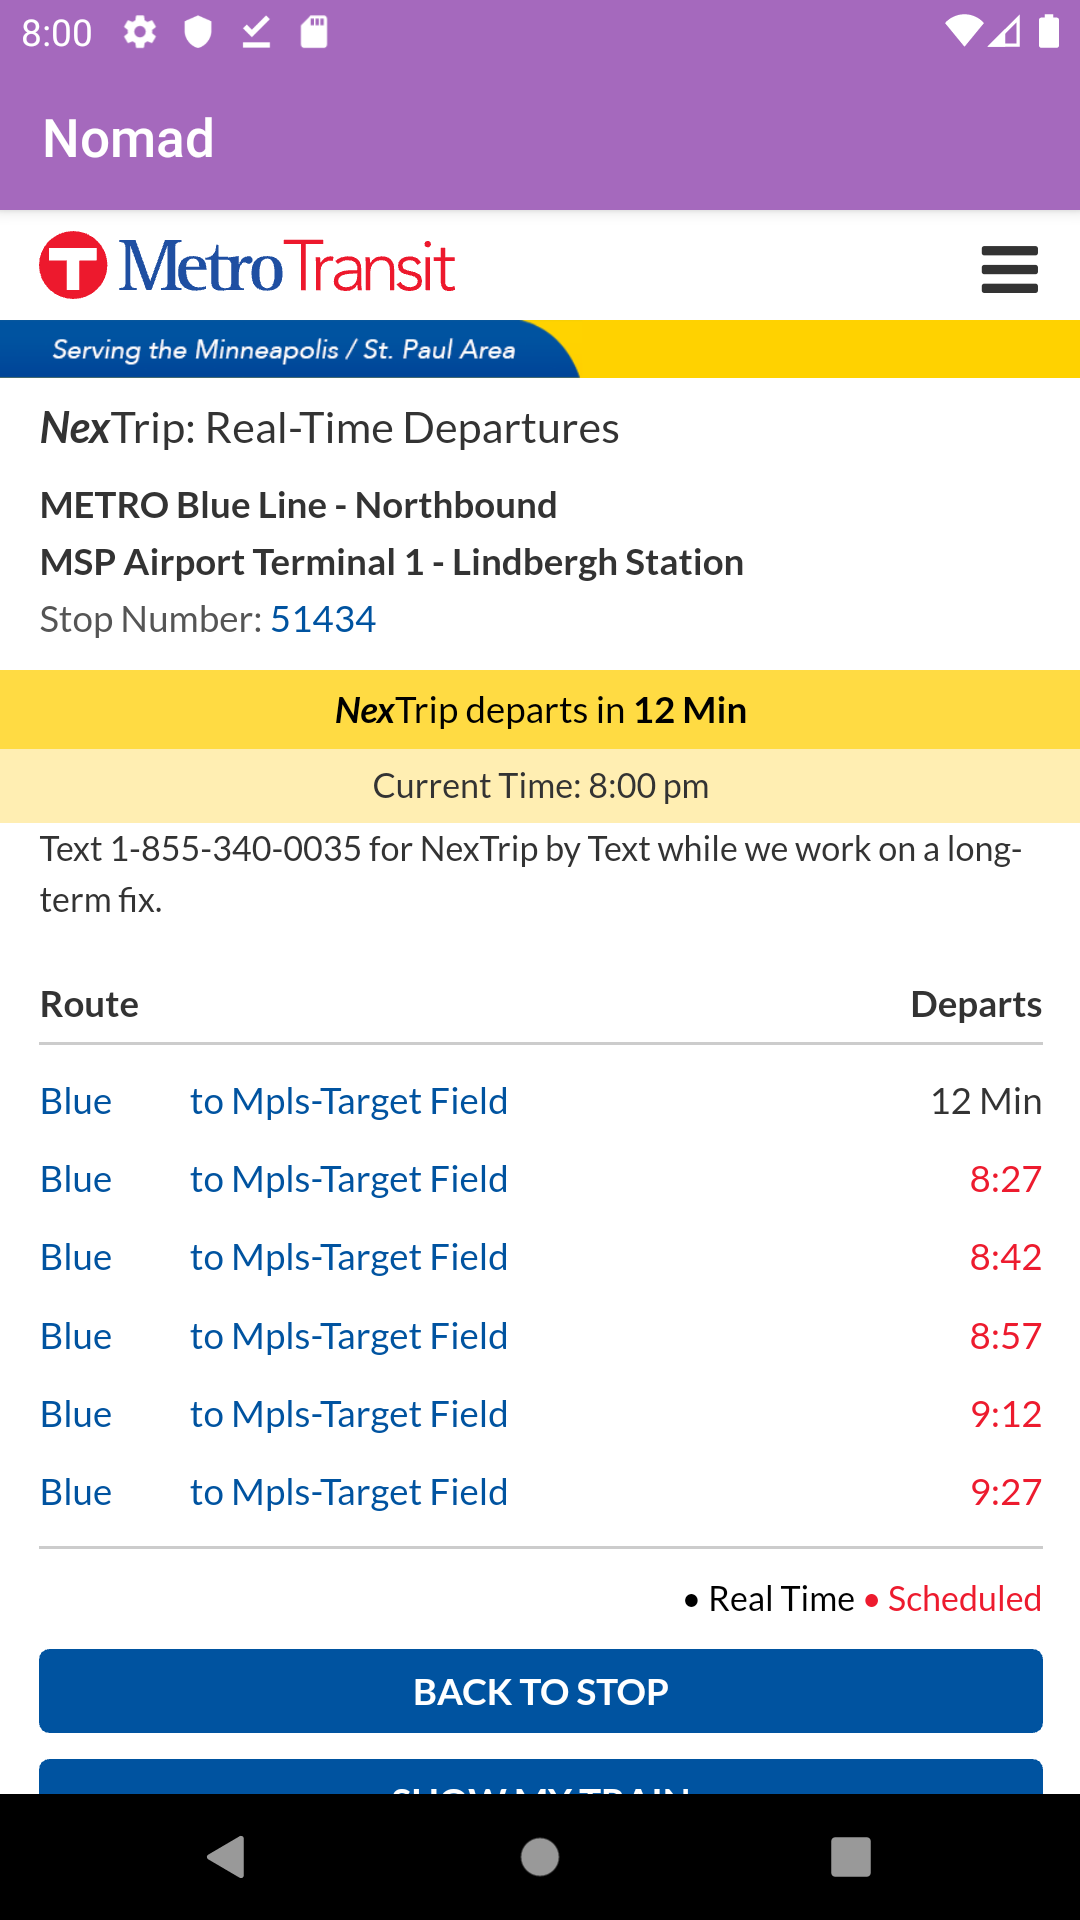 8:00
Nomad
MetroTransit
Serving the Minneapolis / St. Paul Area
NexTrip: Real-Time Departures
METRO Blue Line - Northbound
MSP Airport Terminal 1 - Lindbergh Station
Stop Number: 51434
NexTrip departs in 12 Min
Current Time: 8:00 pm
Text 1-855-340-0035 for NexTrip by Text while we work on a long-
term fix.
Route Departs
Blue to Mpls-Target Field 12 Min
Blue to Mpls-Target Field 8:27
Blue to Mpls-Target Field 8:42
Blue to Mpls-Target Field 8:57
Blue to Mpls-Target Field 9:12
Blue to Mpls-Target Field 9:27
• Real Time • Scheduled
BACK TO STOP
SHOW MY TRAIN